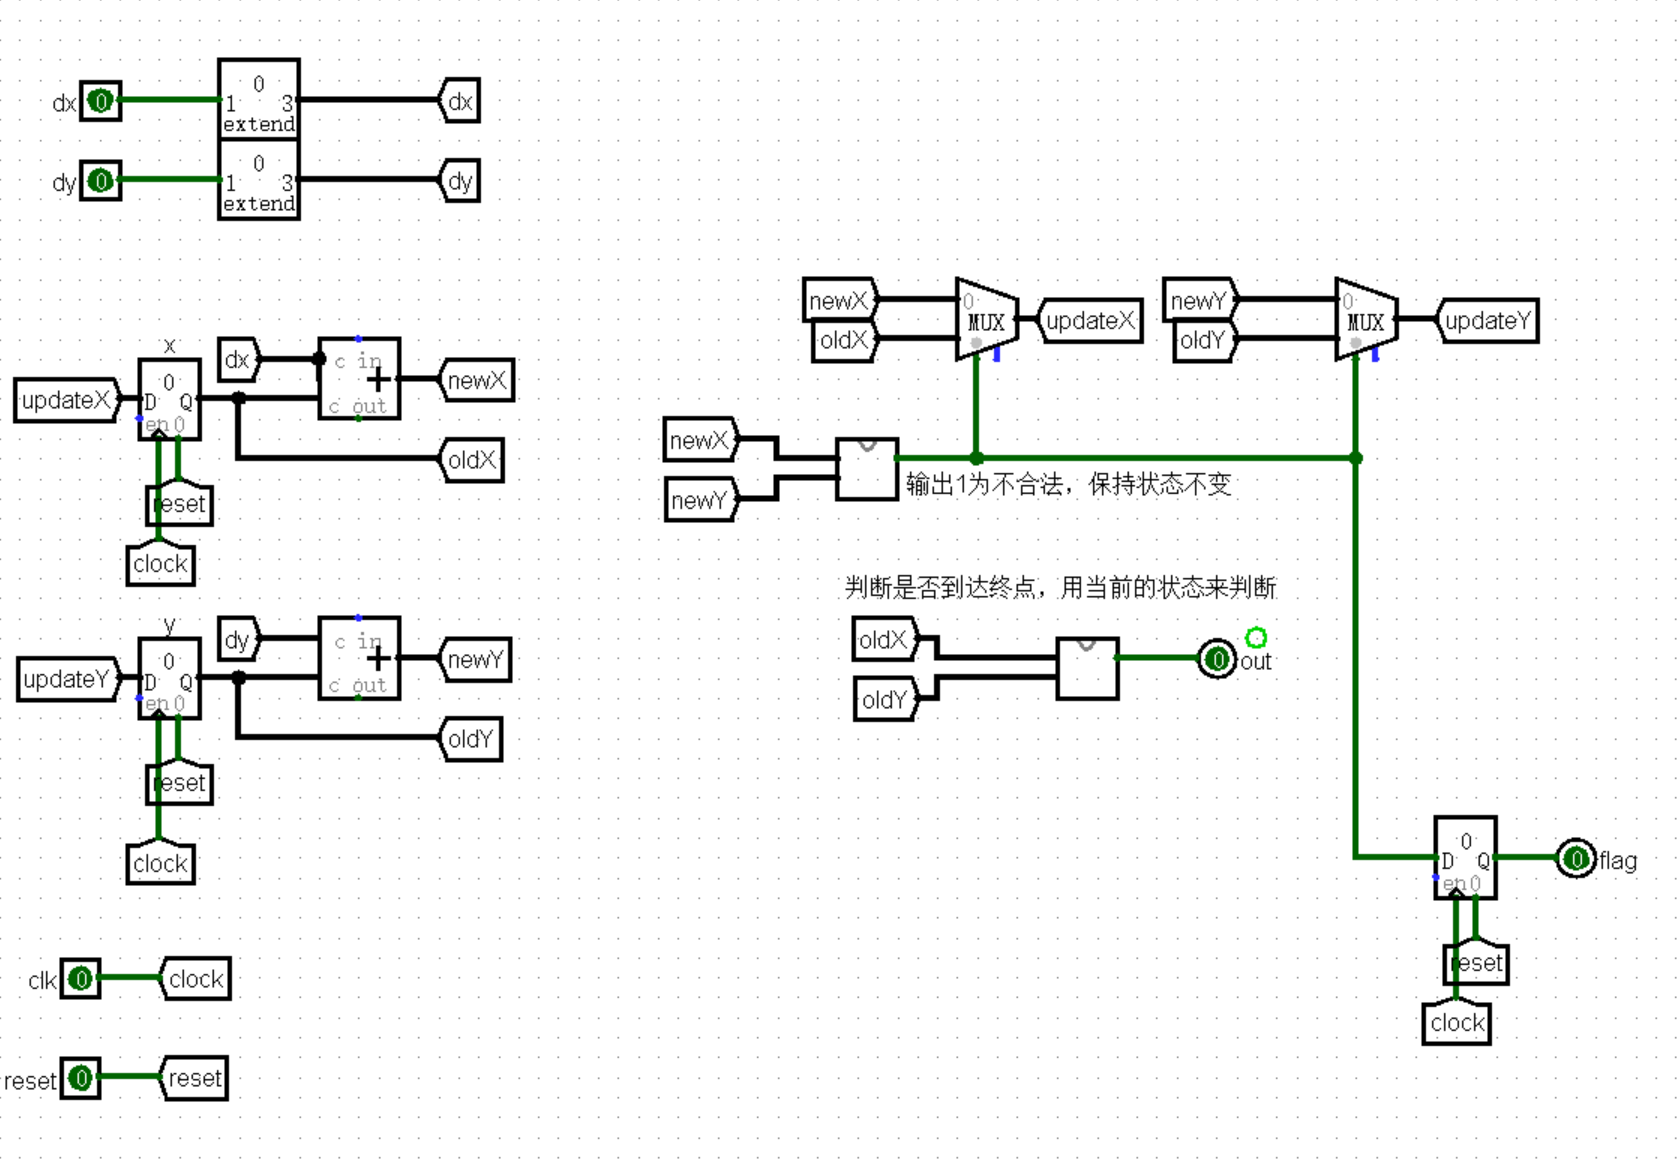 dx 0 0 1 3 extend dx
dy 0 0 1 3 extend dy
newX 0 MUX updateX newY 0 MUX updateY
oldX oldY
x
updateX 0 D Q en 0 dx c in + c out newX
oldX
reset
clock
newX
newY
输出1为不合法，保持状态不变
判断是否到达终点，用当前的状态来判断
oldX
oldY
0 out
y
updateY 0 D Q en 0 dy c in + c out newY
oldY
reset
clock
0 D Q en 0 0 flag
reset
clock
clk 0 clock
reset 0 reset